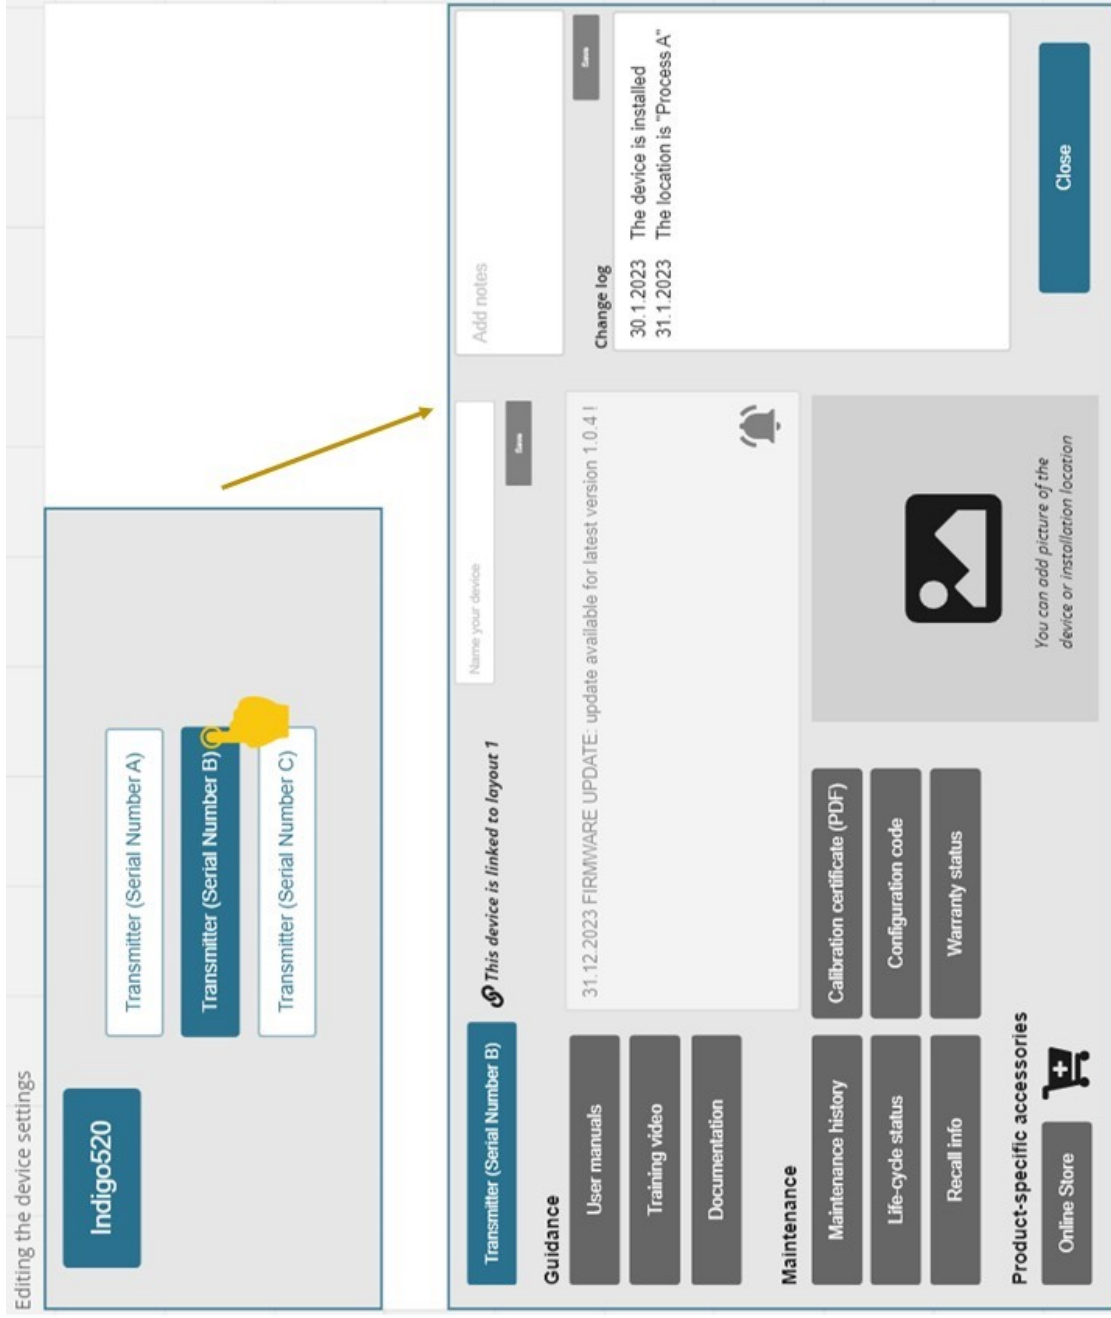 Editing the device settings
Indigo520
Transmitter (Serial Number A)
Transmitter (Serial Number B)
Transmitter (Serial Number C)
Transmitter (Serial Number B)
This device is linked to layout 1
Name your device
Save
Add notes
Save
Guidance
User manuals
Training video
Documentation
31.12.2023 FIRMWARE UPDATE: update available for latest version 1.0.4 !
Change log
30.1.2023 The device is installed
31.1.2023 The location is "Process A"
Maintenance
Maintenance history
Calibration certificate (PDF)
Life-cycle status
Configuration code
Recall info
Warranty status
You can add picture of the
device or installation location
Product-specific accessories
Online Store
Close